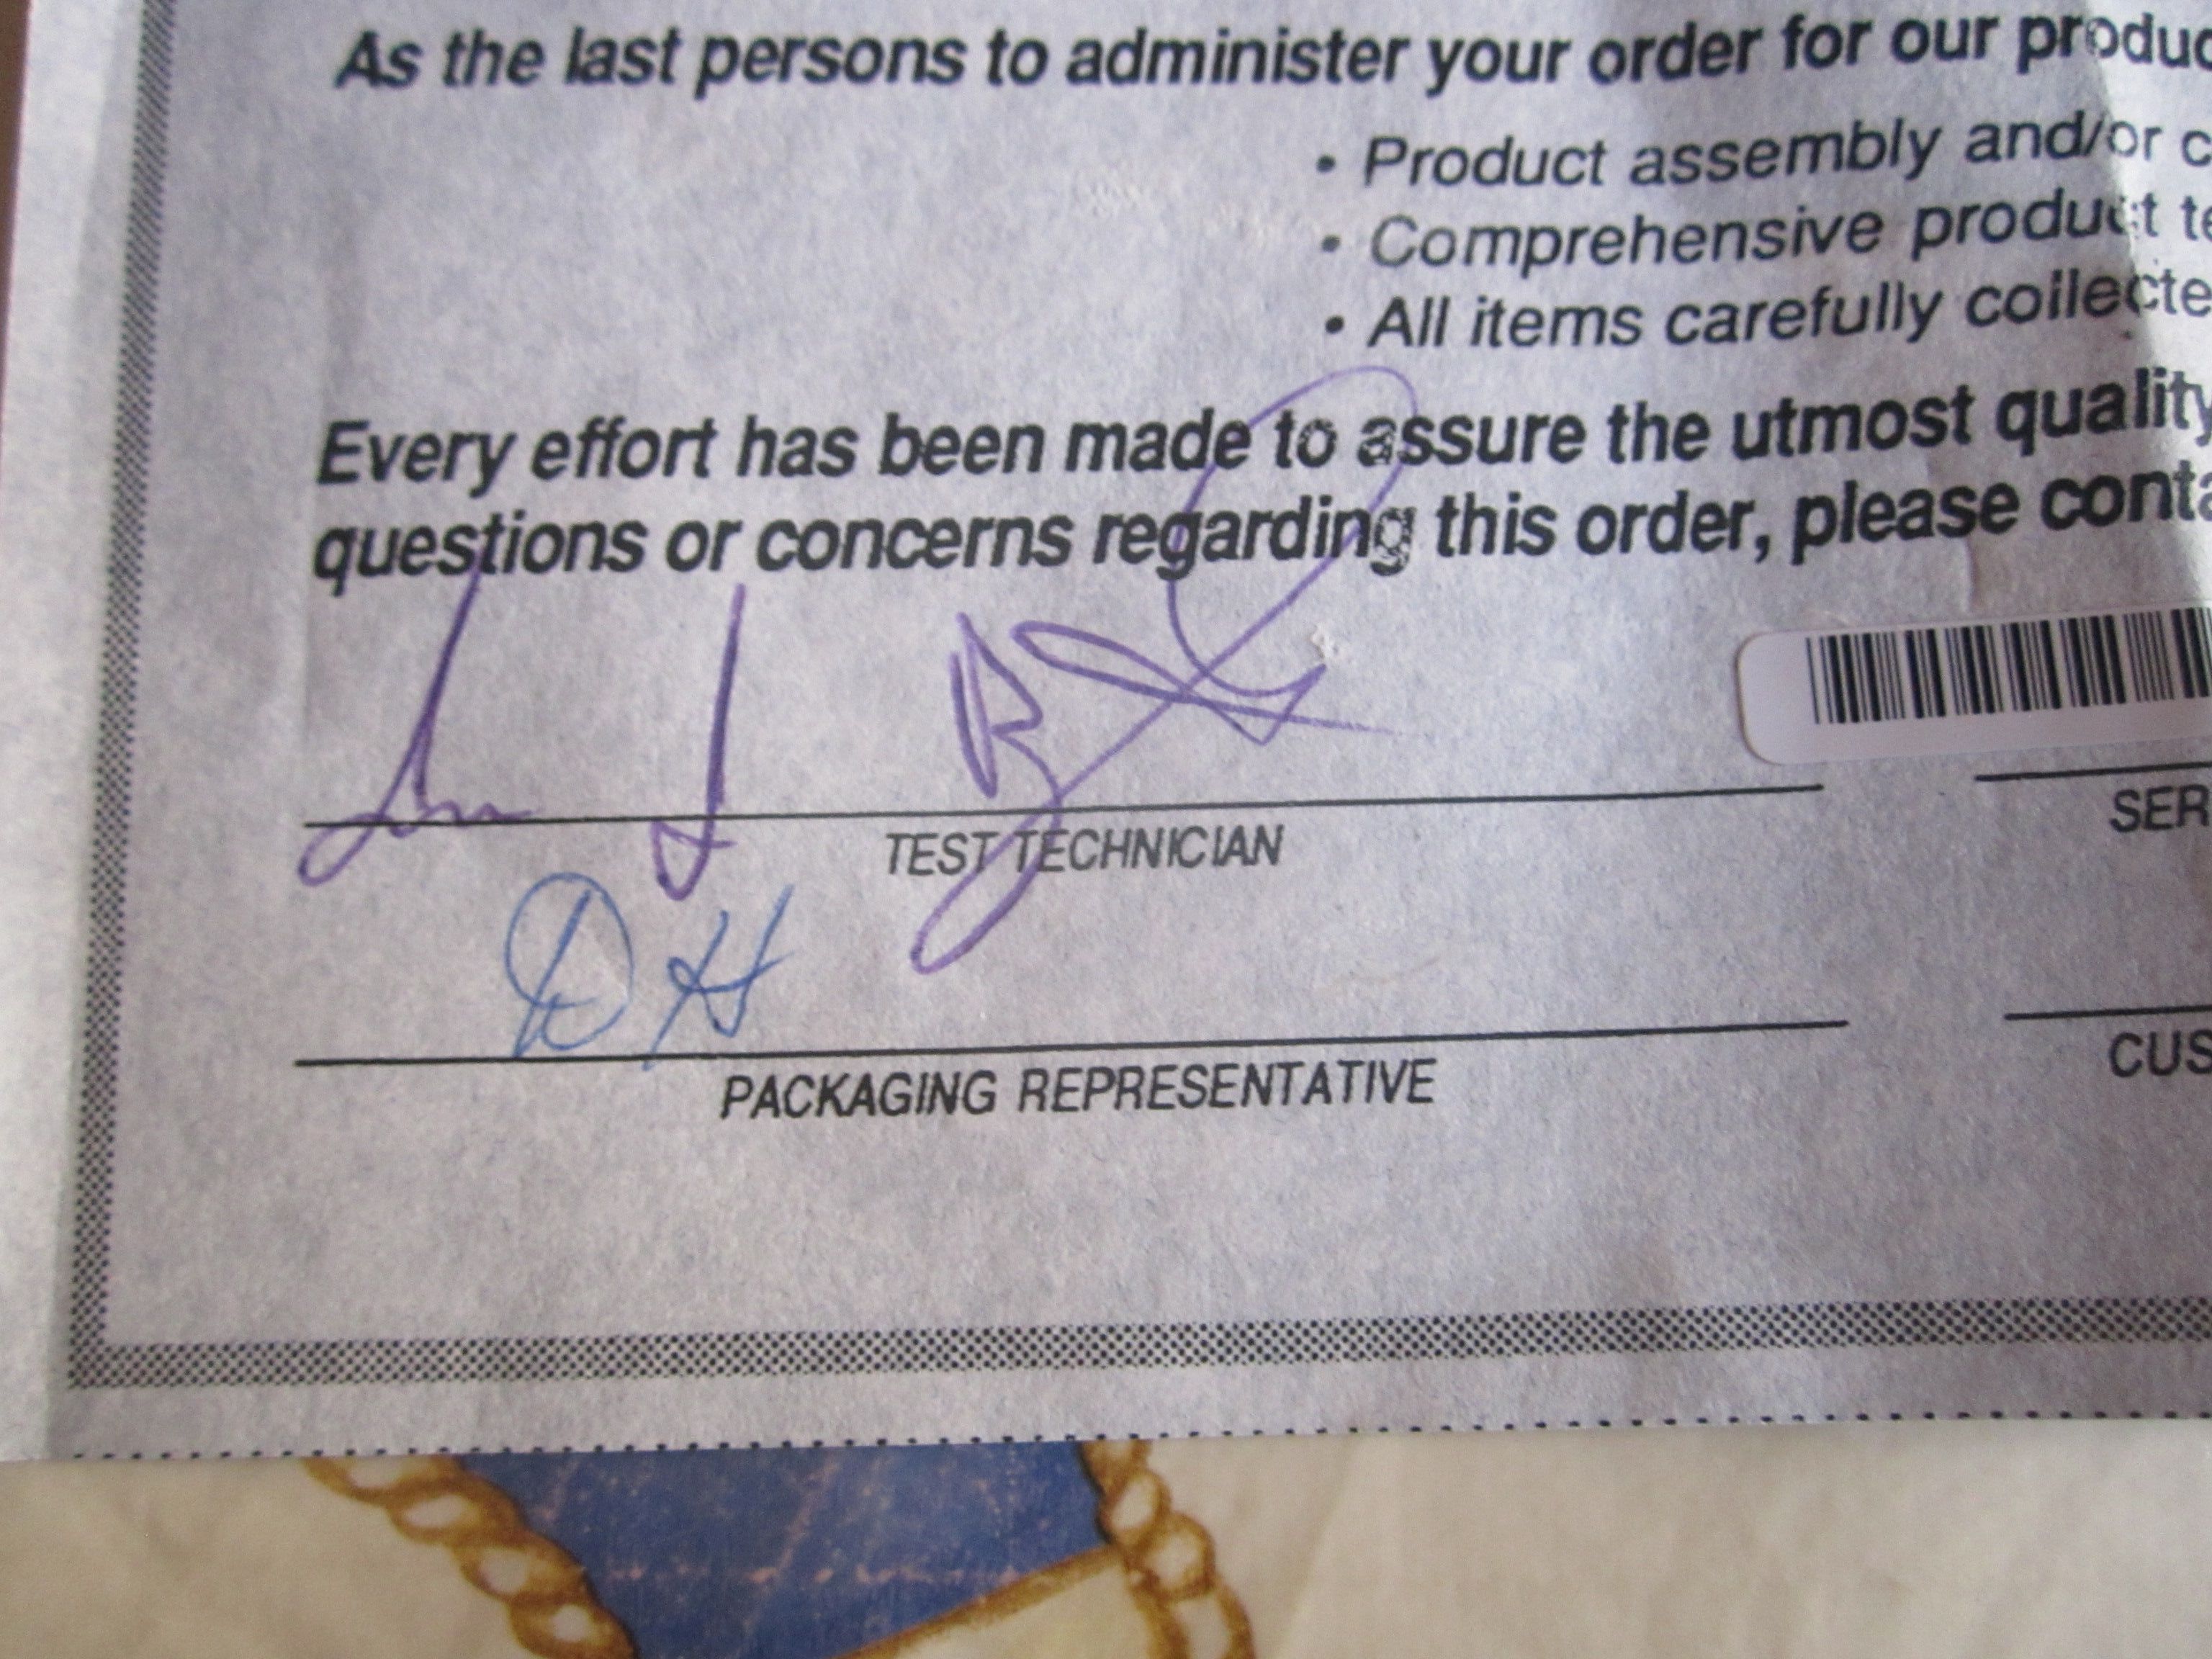 As the last persons to administer your order for our produc
• Product assembly and/or c
• Comprehensive product te
• All items carefully collecte
Every effort has been made to assure the utmost quality
questions or concerns regarding this order, please conta
TEST TECHNICIAN
SER
DH
PACKAGING REPRESENTATIVE
CUS